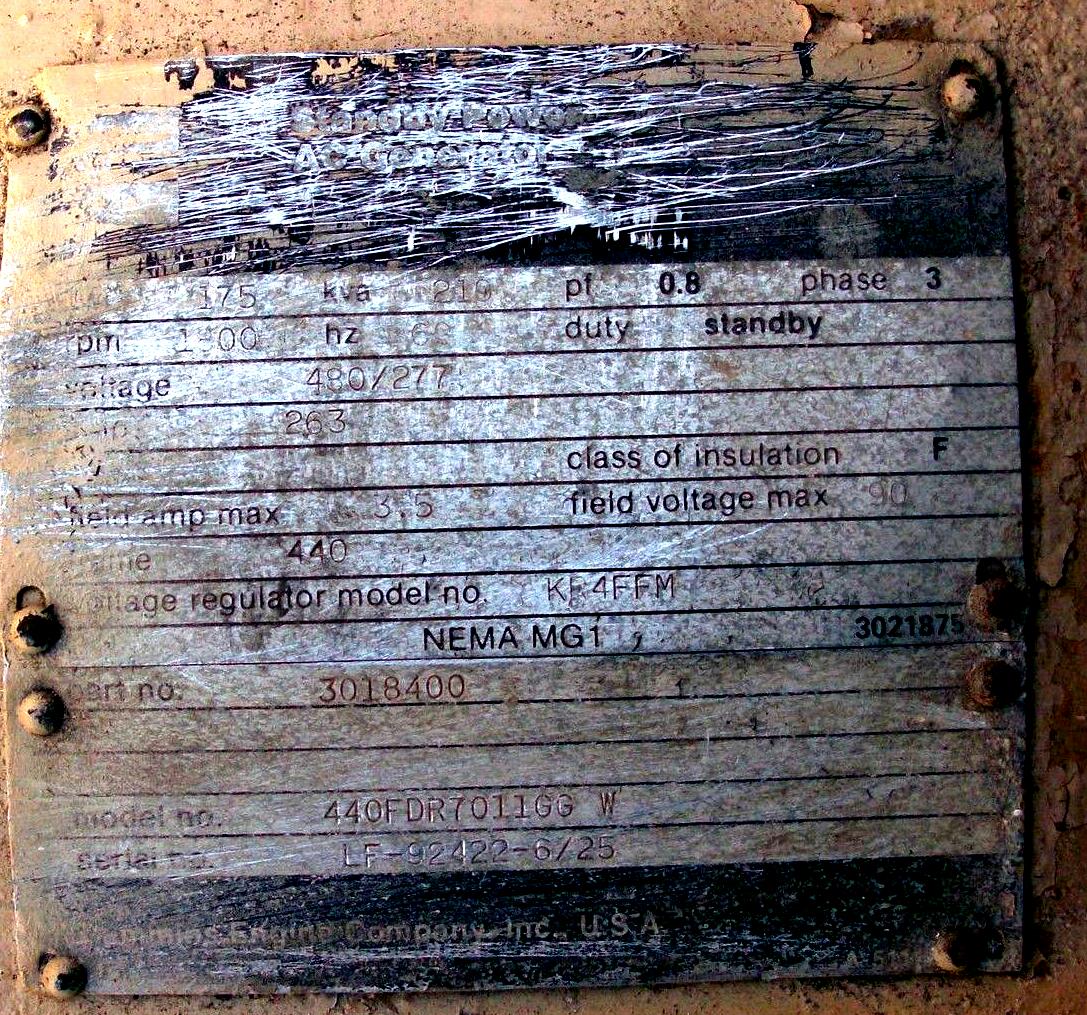 Standby Power
AC Generator
175 kva 219 pf 0.8 phase 3
rpm 1800 hz 60 duty standby
voltage 480/277
263
class of insulation F
field amp max 3.5 field voltage max 90
frame 440
voltage regulator model no. KR4FFM
NEMA MG1 3021875
part no. 3018400
model no. 440FDR7011GG W
serial no. LF-92422-6/25
Cummins Engine Company, Inc., U.S.A.